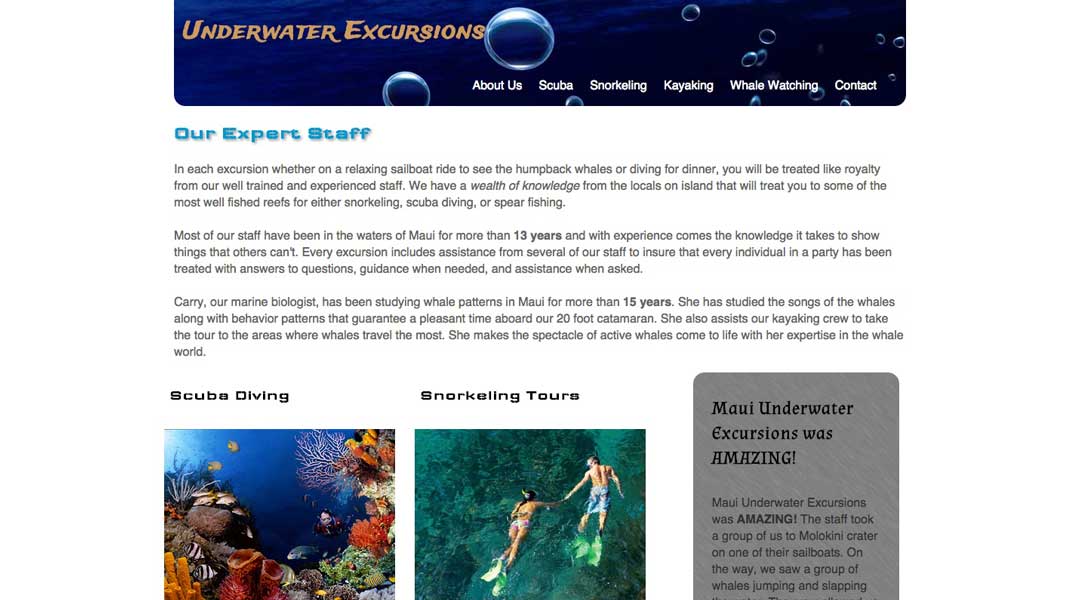 Underwater Excursions
About Us Scuba Snorkeling Kayaking Whale Watching Contact
Our Expert Staff
In each excursion whether on a relaxing sailboat ride to see the humpback whales or diving for dinner, you will be treated like royalty
from our well trained and experienced staff. We have a wealth of knowledge from the locals on island that will treat you to some of the
most well fished reefs for either snorkeling, scuba diving, or spear fishing.
Most of our staff have been in the waters of Maui for more than 13 years and with experience comes the knowledge it takes to show
things that others can't. Every excursion includes assistance from several of our staff to insure that every individual in a party has been
treated with answers to questions, guidance when needed, and assistance when asked.
Carry, our marine biologist, has been studying whale patterns in Maui for more than 15 years. She has studied the songs of the whales
along with behavior patterns that guarantee a pleasant time aboard our 20 foot catamaran. She also assists our kayaking crew to take
the tour to the areas where whales travel the most. She makes the spectacle of active whales come to life with her expertise in the whale
world.
Scuba Diving
Snorkeling Tours
Maui Underwater
Excursions was
AMAZING!
Maui Underwater Excursions
was AMAZING! The staff took
a group of us to Molokini crater
on one of their sailboats. On
the way, we saw a group of
whales jumping and slapping